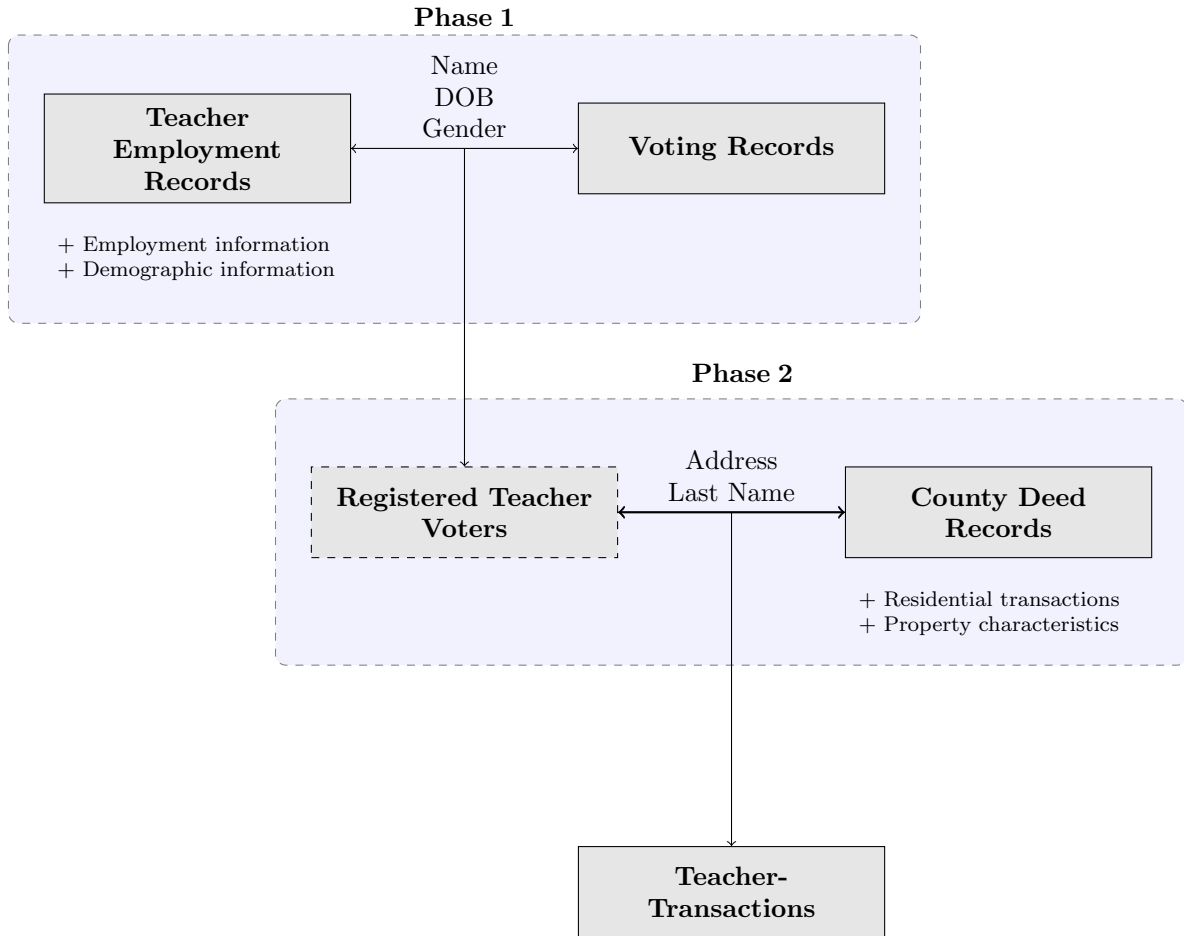 Phase 1
Name
DOB
Gender
Teacher
Employment
Records
Voting Records
+ Employment information
+ Demographic information
Phase 2
Address
Last Name
Registered Teacher
Voters
County Deed
Records
+ Residential transactions
+ Property characteristics
Teacher-
Transactions